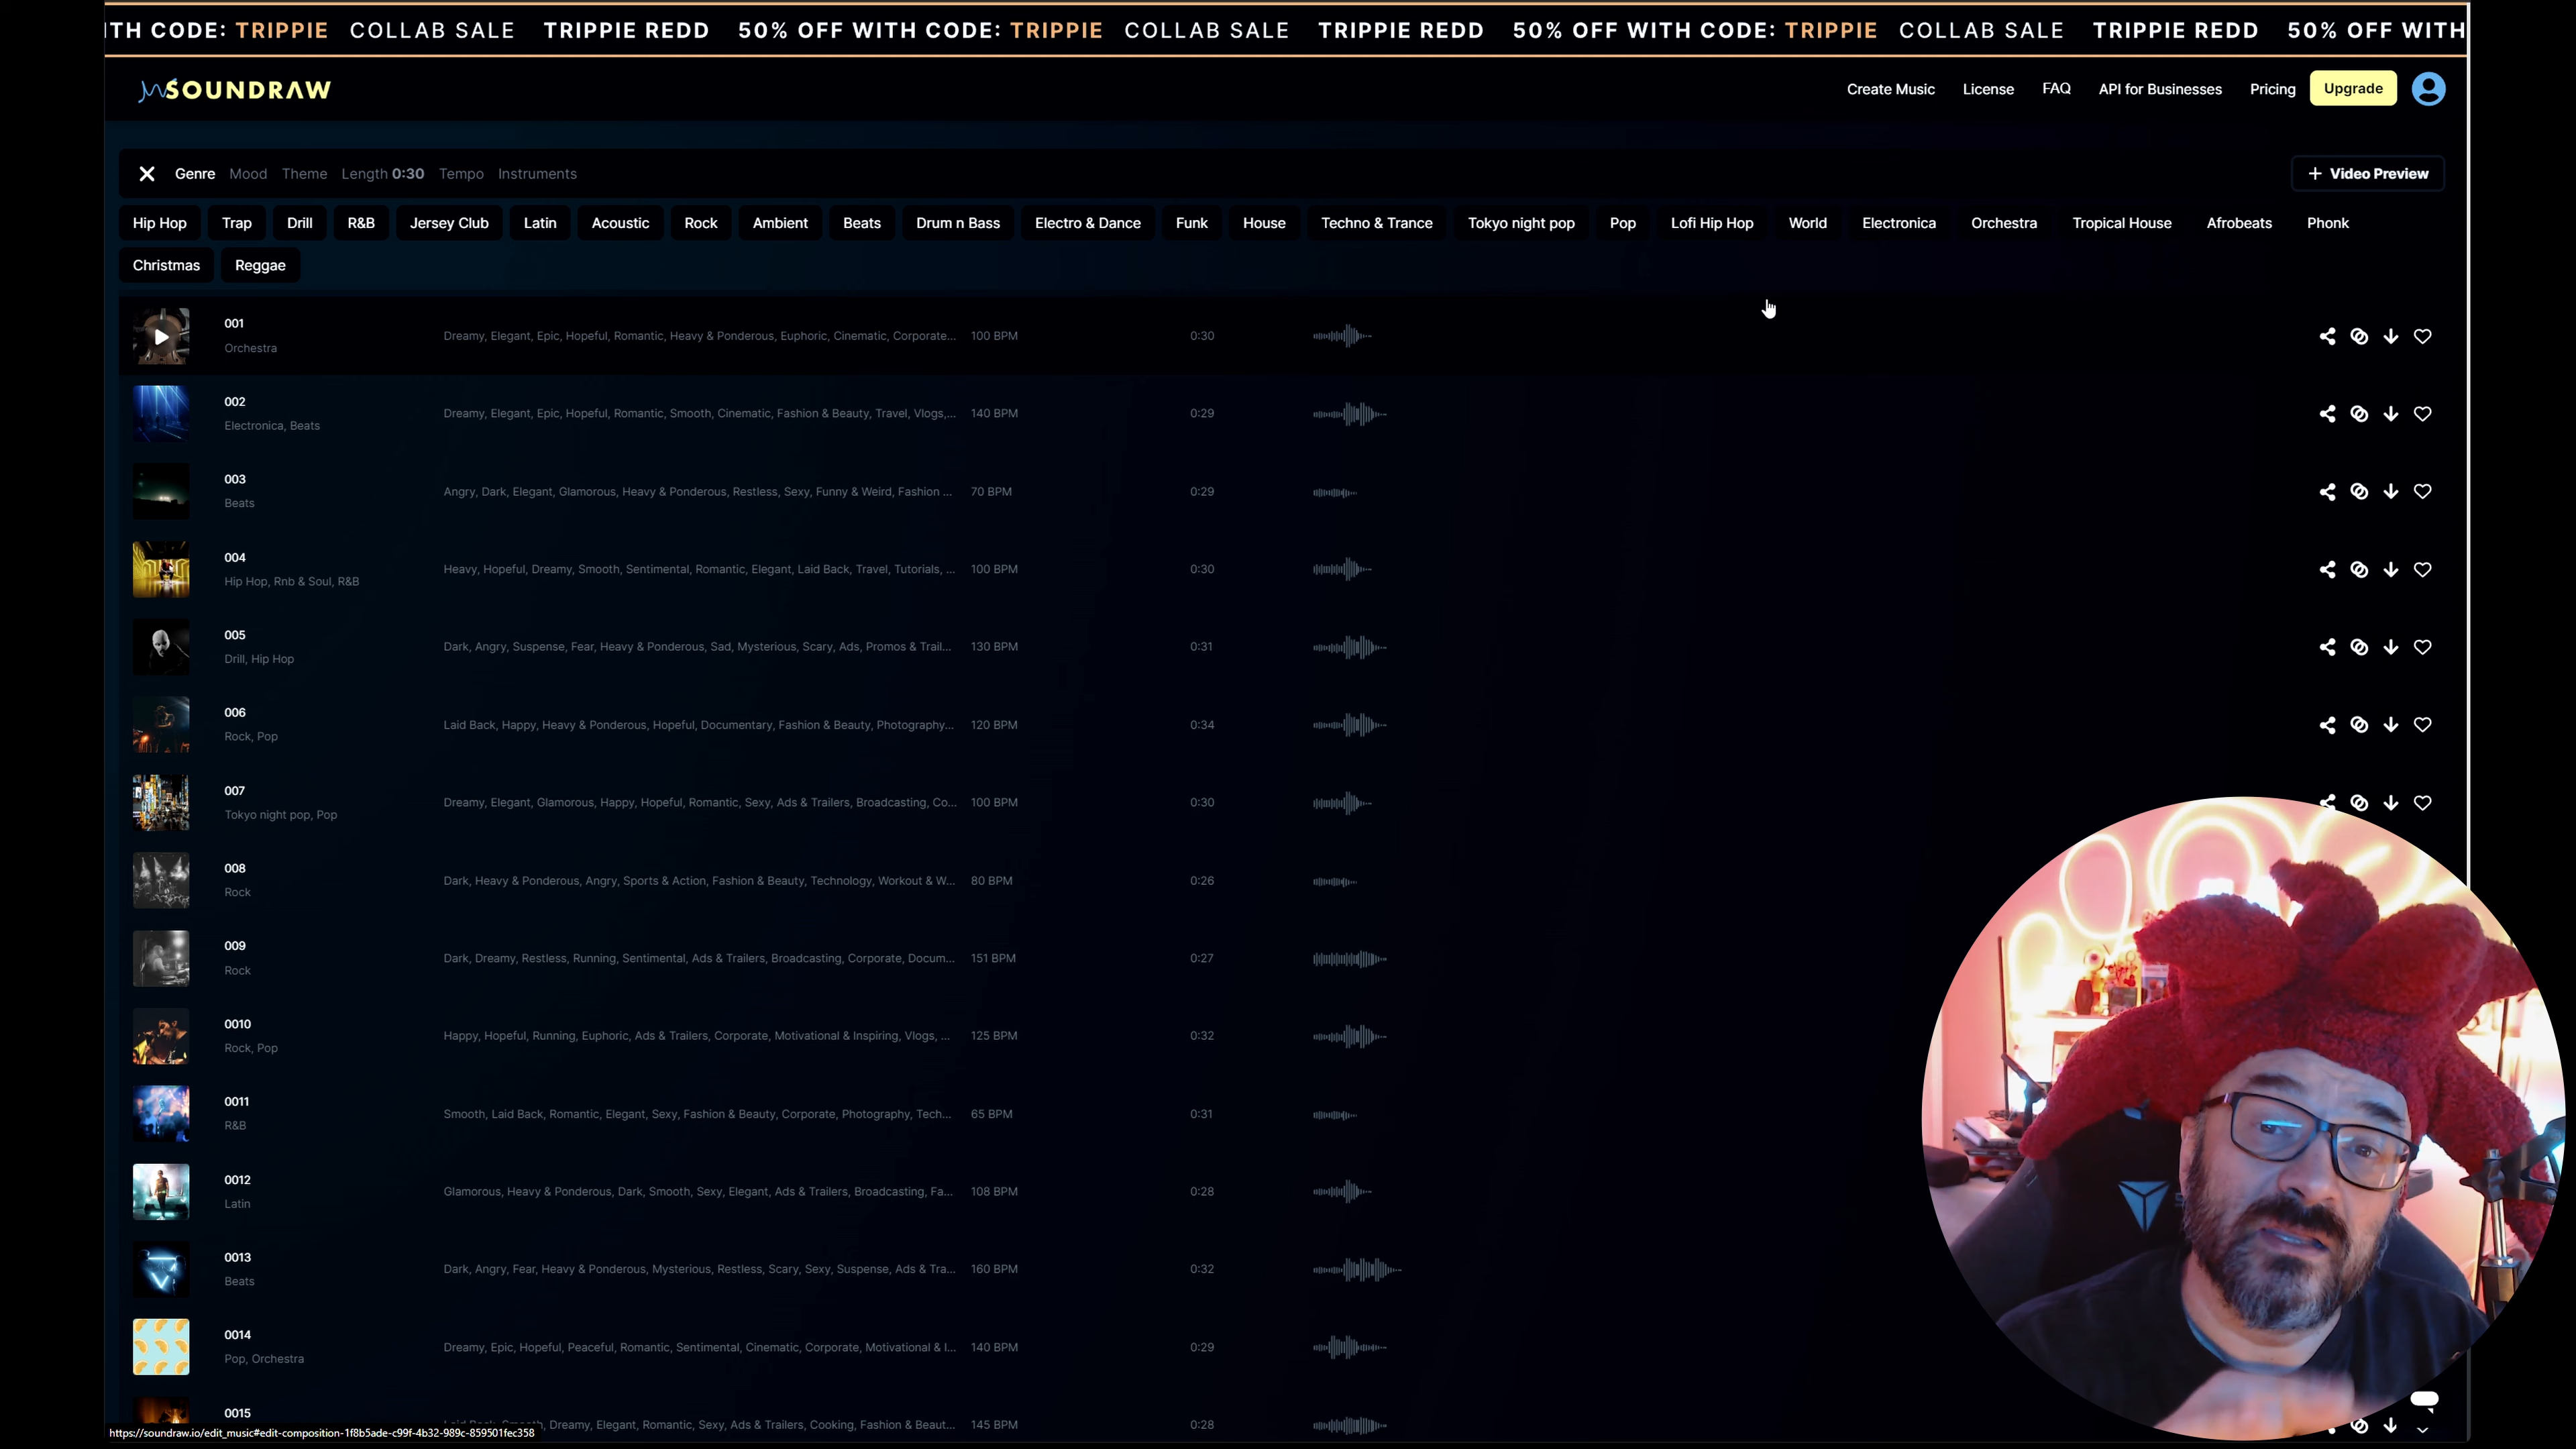 ITH CODE: TRIPPIE COLLAB SALE TRIPPIE REDD 50% OFF WITH CODE: TRIPPIE COLLAB SALE TRIPPIE REDD 50% OFF WITH CODE: TRIPPIE COLLAB SALE TRIPPIE REDD 50% OFF WITH
SOUNDRAW Create Music License FAQ API for Businesses Pricing Upgrade
Genre Mood Theme Length 0:30 Tempo Instruments + Video Preview
Hip Hop Trap Drill R&B Jersey Club Latin Acoustic Rock Ambient Beats Drum n Bass Electro & Dance Funk House Techno & Trance Tokyo night pop Pop Lofi Hip Hop World Electronica Orchestra Tropical House Afrobeats Phonk
Christmas Reggae
001
Orchestra
Dreamy, Elegant, Epic, Hopeful, Romantic, Heavy & Ponderous, Euphoric, Cinematic, Corporate... 100 BPM 0:30
002
Electronica, Beats
Dreamy, Elegant, Epic, Hopeful, Romantic, Smooth, Cinematic, Fashion & Beauty, Travel, Vlogs,... 140 BPM 0:29
003
Beats
Angry, Dark, Elegant, Glamorous, Heavy & Ponderous, Restless, Sexy, Funny & Weird, Fashion ... 70 BPM 0:29
004
Hip Hop, Rnb & Soul, R&B
Heavy, Hopeful, Dreamy, Smooth, Sentimental, Romantic, Elegant, Laid Back, Travel, Tutorials, ... 100 BPM 0:30
005
Drill, Hip Hop
Dark, Angry, Suspense, Fear, Heavy & Ponderous, Sad, Mysterious, Scary, Ads, Promos & Trail... 130 BPM 0:31
006
Rock, Pop
Laid Back, Happy, Heavy & Ponderous, Hopeful, Documentary, Fashion & Beauty, Photography... 120 BPM 0:34
007
Tokyo night pop, Pop
Dreamy, Elegant, Glamorous, Happy, Hopeful, Romantic, Sexy, Ads & Trailers, Broadcasting, Co... 100 BPM 0:30
008
Rock
Dark, Heavy & Ponderous, Angry, Sports & Action, Fashion & Beauty, Technology, Workout & W... 80 BPM 0:26
009
Rock
Dark, Dreamy, Restless, Running, Sentimental, Ads & Trailers, Broadcasting, Corporate, Docum... 151 BPM 0:27
0010
Rock, Pop
Happy, Hopeful, Running, Euphoric, Ads & Trailers, Corporate, Motivational & Inspiring, Vlogs, ... 125 BPM 0:32
0011
R&B
Smooth, Laid Back, Romantic, Elegant, Sexy, Fashion & Beauty, Corporate, Photography, Tech... 65 BPM 0:31
0012
Latin
Glamorous, Heavy & Ponderous, Dark, Smooth, Sexy, Elegant, Ads & Trailers, Broadcasting, Fa... 108 BPM 0:28
0013
Beats
Dark, Angry, Fear, Heavy & Ponderous, Mysterious, Restless, Scary, Sexy, Suspense, Ads & Tra... 160 BPM 0:32
0014
Pop, Orchestra
Dreamy, Epic, Hopeful, Peaceful, Romantic, Sentimental, Cinematic, Corporate, Motivational & I... 140 BPM 0:29
0015
Laid Back, Smooth, Dreamy, Elegant, Romantic, Sexy, Ads & Trailers, Cooking, Fashion & Beaut... 145 BPM 0:28
https://soundraw.io/edit_music#edit-composition-1f8b5ade-c99f-4b32-989c-859501fec358